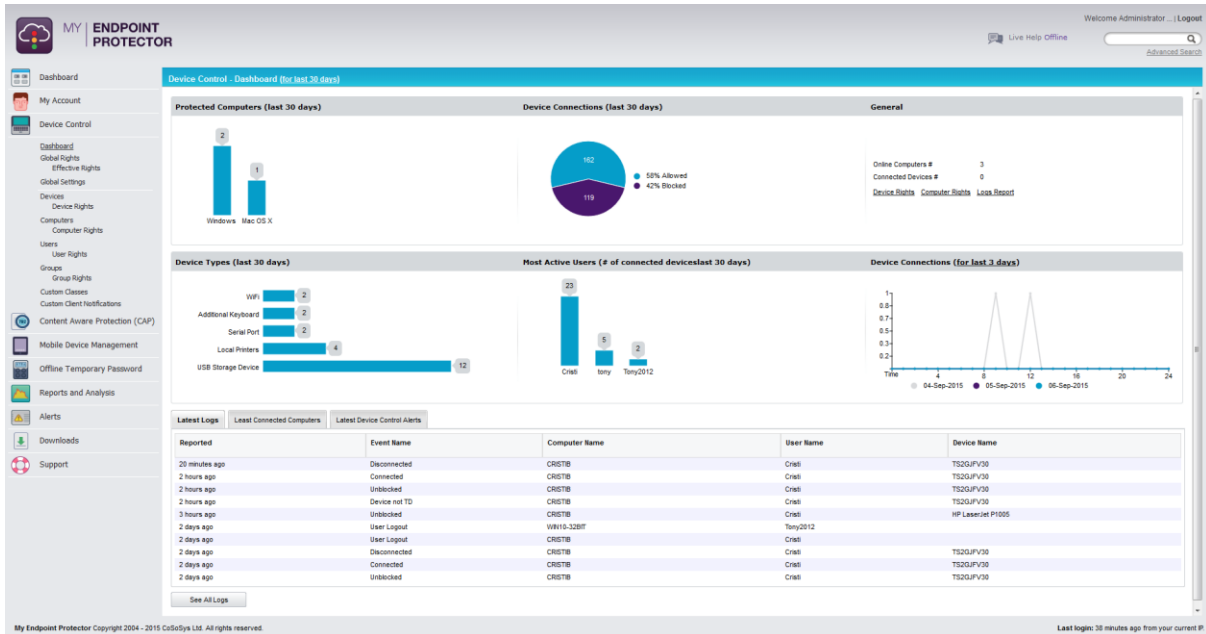 MY | ENDPOINT PROTECTOR
Welcome Administrator ... | Logout
Live Help Offline
Advanced Search
Dashboard
My Account
Device Control
Dashboard
Global Rights
Effective Rights
Global Settings
Devices
Device Rights
Computers
Computer Rights
Users
User Rights
Groups
Group Rights
Custom Classes
Custom Client Notifications
Content Aware Protection (CAP)
Mobile Device Management
Offline Temporary Password
Reports and Analysis
Alerts
Downloads
Support
Device Control - Dashboard (for last 30 days)
Protected Computers (last 30 days)
2
1
Windows Mac OS X
Device Connections (last 30 days)
162
119
58% Allowed
42% Blocked
General
Online Computers # 3
Connected Devices # 0
Device Rights Computer Rights Logs Report
Device Types (last 30 days)
WiFi 2
Additional Keyboard 2
Serial Port 2
Local Printers 4
USB Storage Device 12
Most Active Users (# of connected deviceslast 30 days)
23
5
2
Cristi tony Tony2012
Device Connections (for last 3 days)
1
0.8
0.7
0.5
0.3
0.2
Time 4 8 12 16 20 24
04-Sep-2015 05-Sep-2015 06-Sep-2015
Latest Logs Least Connected Computers Latest Device Control Alerts
Reported Event Name Computer Name User Name Device Name
20 minutes ago Disconnected CRISTIB Cristi TS2GJFV30
2 hours ago Connected CRISTIB Cristi TS2GJFV30
2 hours ago Unblocked CRISTIB Cristi TS2GJFV30
2 hours ago Device not TD CRISTIB Cristi TS2GJFV30
3 hours ago Unblocked CRISTIB Cristi HP LaserJet P1005
2 days ago User Logout WIN10-32BIT Tony2012
2 days ago User Logout CRISTIB Cristi
2 days ago Disconnected CRISTIB Cristi TS2GJFV30
2 days ago Connected CRISTIB Cristi TS2GJFV30
2 days ago Unblocked CRISTIB Cristi TS2GJFV30
See All Logs
My Endpoint Protector Copyright 2004 - 2015 CoSoSys Ltd. All rights reserved.
Last login: 38 minutes ago from your current IP.